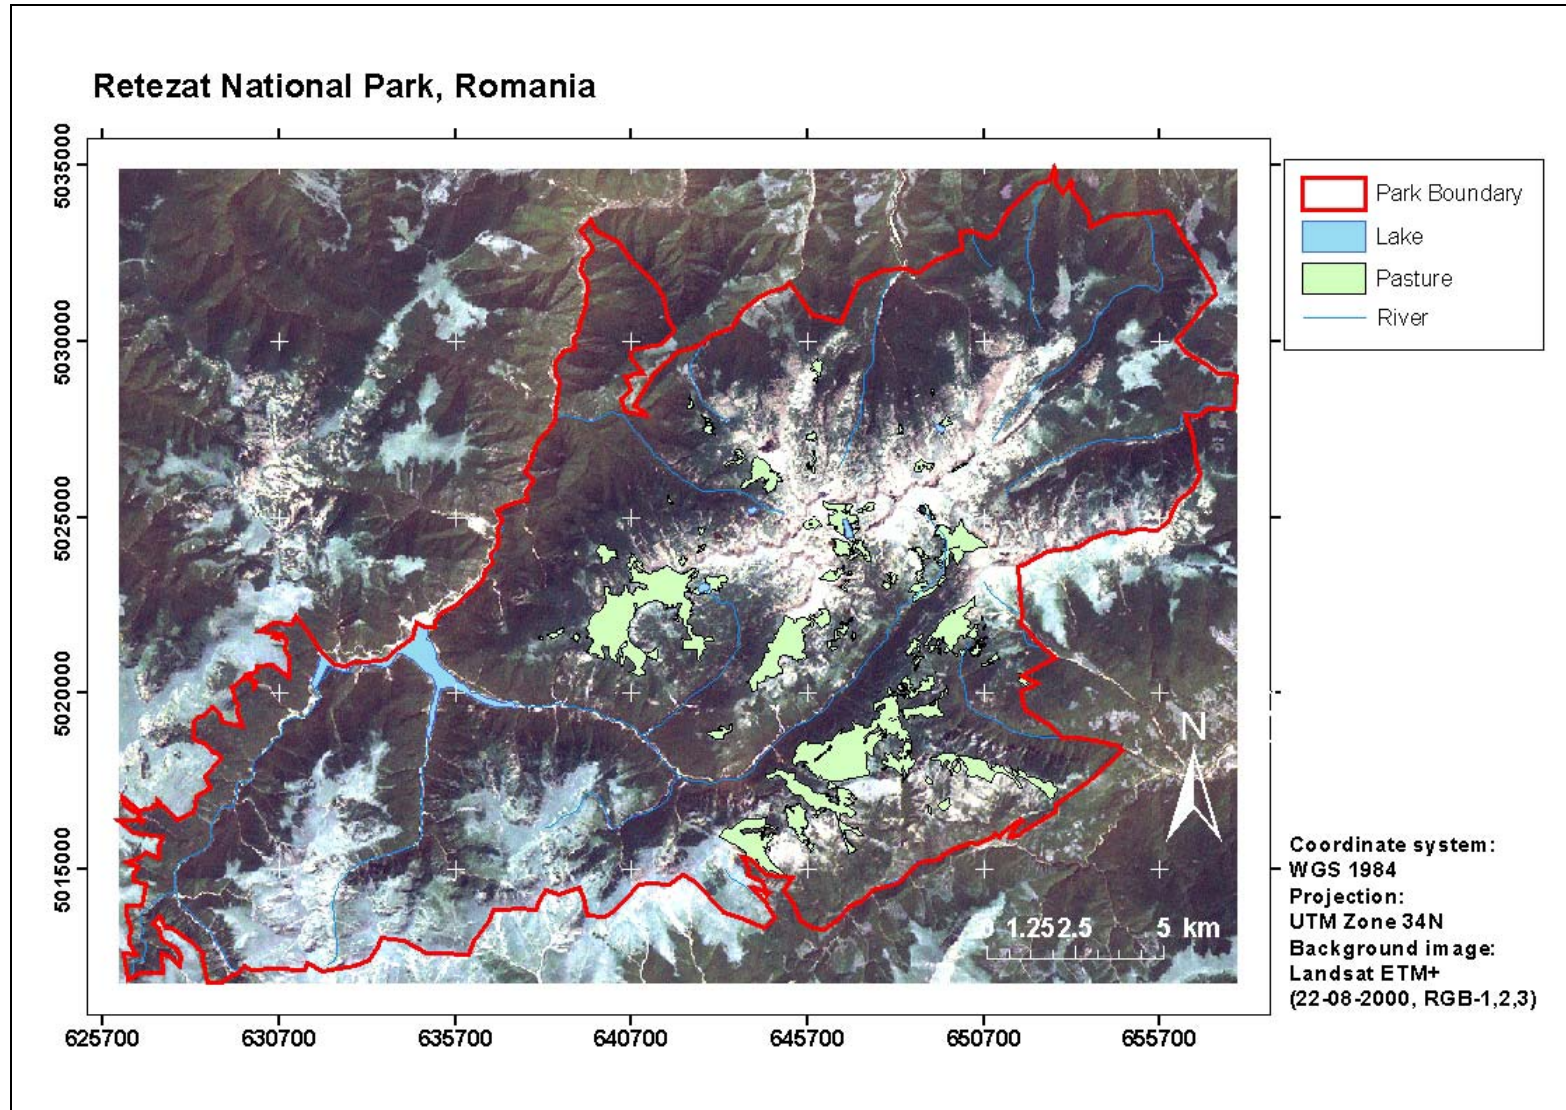 Retezat National Park, Romania
5035000
5030000
5025000
5020000
5015000
625700
630700
635700
640700
645700
650700
655700
Park Boundary
Lake
Pasture
River
N
0 1.25 2.5 5 km
Coordinate system:
WGS 1984
Projection:
UTM Zone 34N
Background image:
Landsat ETM+
(22-08-2000, RGB-1,2,3)